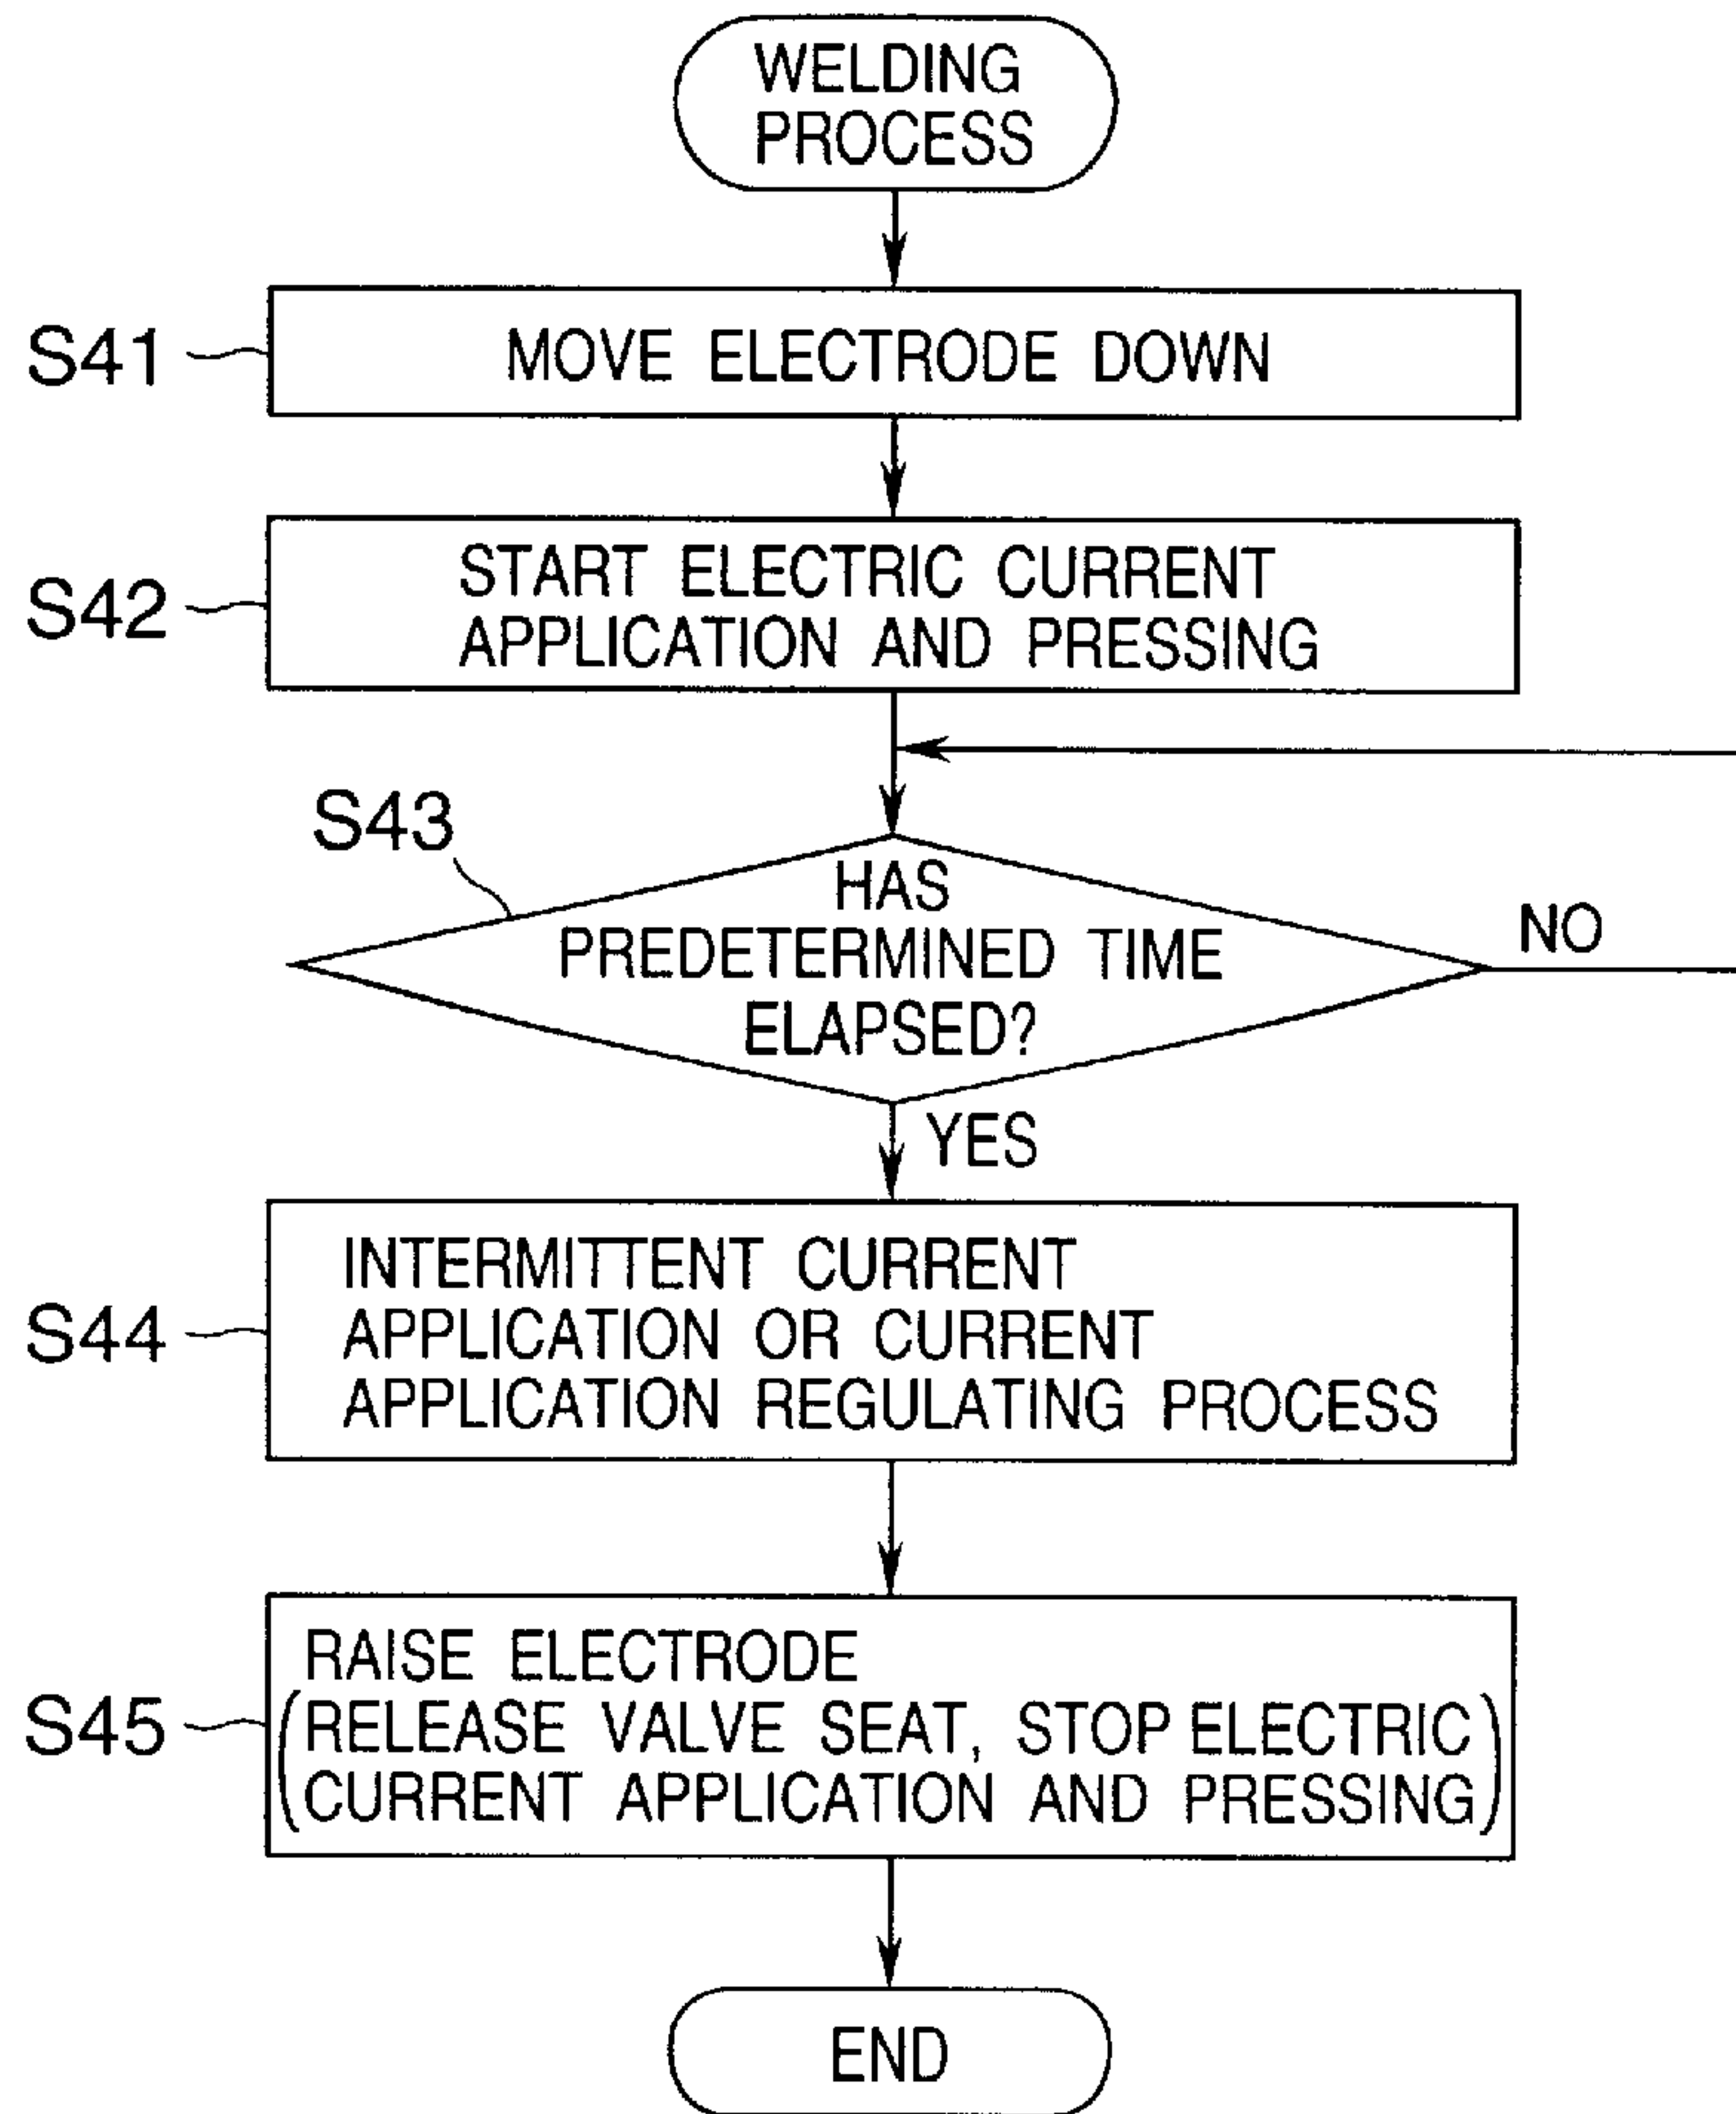 WELDING
PROCESS
S41
MOVE ELECTRODE DOWN
S42
START ELECTRIC CURRENT
APPLICATION AND PRESSING
S43
HAS
PREDETERMINED TIME
ELAPSED?
NO
YES
S44
INTERMITTENT CURRENT
APPLICATION OR CURRENT
APPLICATION REGULATING PROCESS
S45
RAISE ELECTRODE
(RELEASE VALVE SEAT, STOP ELECTRIC
CURRENT APPLICATION AND PRESSING)
END